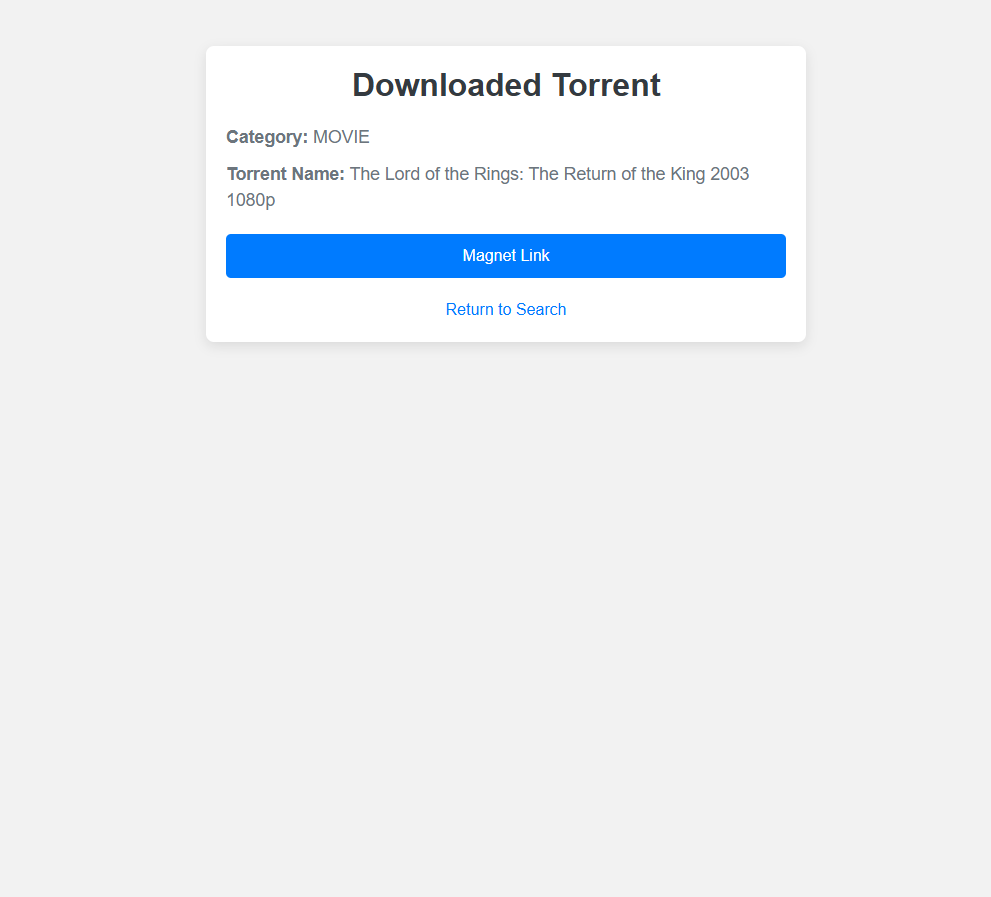 Downloaded Torrent
Category: MOVIE
Torrent Name: The Lord of the Rings: The Return of the King 2003
1080p
Magnet Link
Return to Search